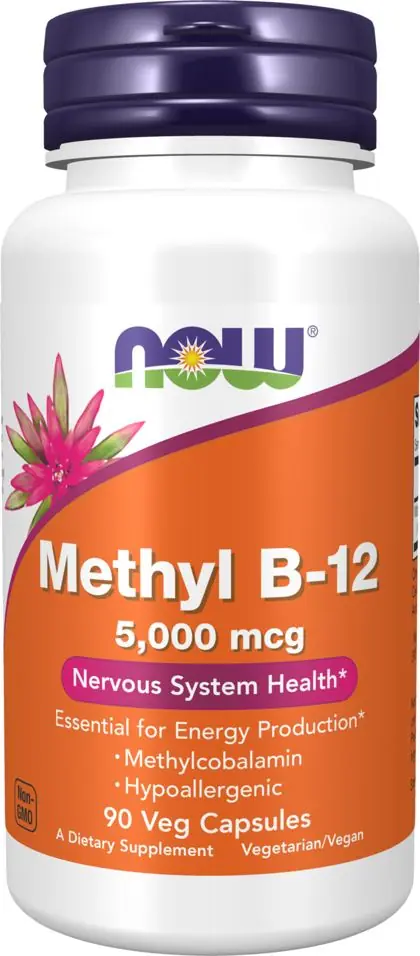 now®
Methyl B-12
5,000 mcg
Nervous System Health*
Essential for Energy Production*
•Methylcobalamin
•Hypoallergenic
Non-
GMO
90 Veg Capsules
A Dietary Supplement Vegetarian/Vegan